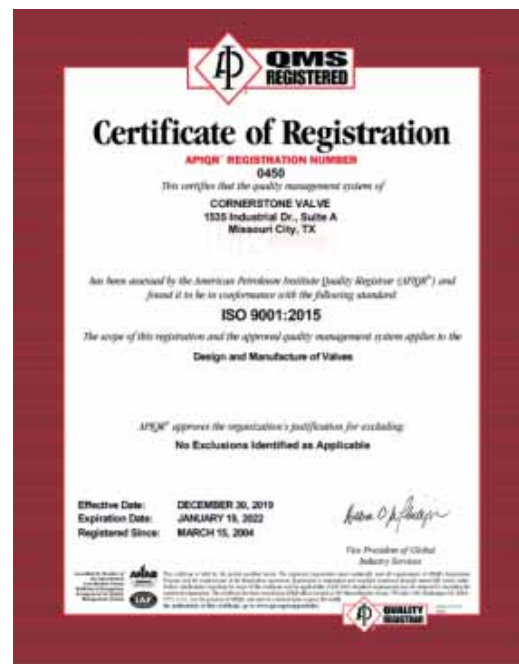 QMS
REGISTERED
Certificate of Registration
APIQR® REGISTRATION NUMBER
0450
This certifies that the quality management system of
CORNERSTONE VALVE
1535 Industrial Dr., Suite A
Missouri City, TX
has been assessed by the American Petroleum Institute Quality Registrar (APIQR®) and
found it to be in conformance with the following standard:
ISO 9001:2015
The scope of this registration and the approved quality management system applies to the
Design and Manufacture of Valves
APIQR® approves the organization's justification for excluding:
No Exclusions Identified as Applicable
Effective Date: DECEMBER 30, 2019
Expiration Date: JANUARY 19, 2022
Registered Since: MARCH 15, 2004
Vice President of Global
Industry Services
ANAB
IAF
QUALITY
REGISTRAR